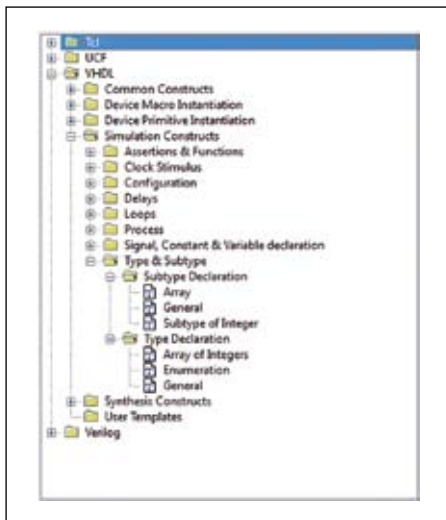 Tcl
UCF
VHDL
Common Constructs
Device Macro Instantiation
Device Primitive Instantiation
Simulation Constructs
Assertions & Functions
Clock Stimulus
Configuration
Delays
Loops
Process
Signal, Constant & Variable declaration
Type & Subtype
Subtype Declaration
Array
General
Subtype of Integer
Type Declaration
Array of Integers
Enumeration
General
Synthesis Constructs
User Templates
Verilog